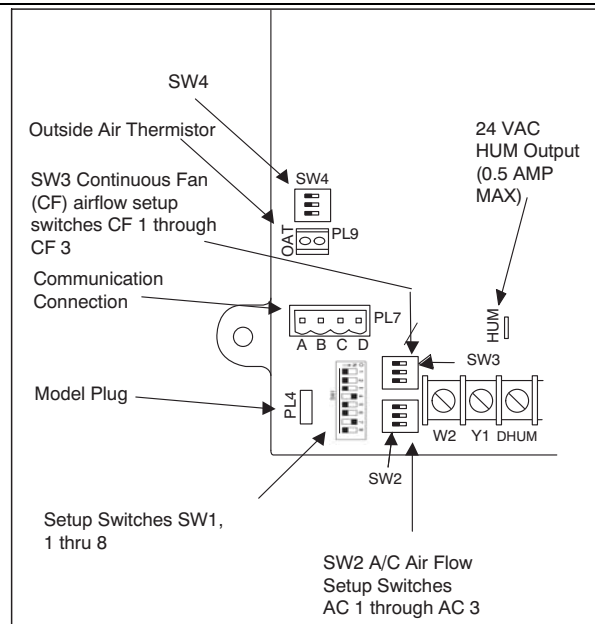 SW4
Outside Air Thermistor
SW3 Continuous Fan
(CF) airflow setup
switches CF 1 through
CF 3
Communication
Connection
Model Plug
Setup Switches SW1,
1 thru 8
24 VAC
HUM Output
(0.5 AMP
MAX)
SW4
OAT
PL9
PL7
A B C D
HUM
SW3
PL4
W2 Y1 DHUM
SW2
SW2 A/C Air Flow
Setup Switches
AC 1 through AC 3